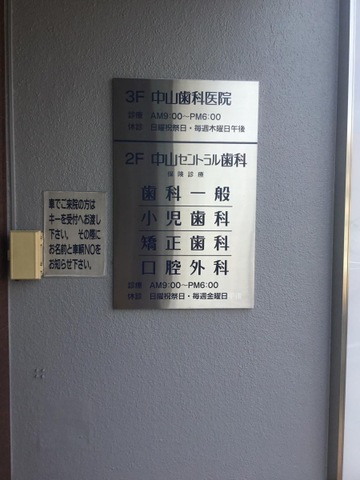 3F 中山歯科医院
診療 AM9:00〜PM6:00
休診 日曜祝祭日・毎週木曜日午後
2F 中山セントラル歯科
保険診療
歯科一般
小児歯科
矯正歯科
口腔外科
診療 AM9:00〜PM6:00
休診 日曜祝祭日・毎週金曜日
車でご来院の方は
キーを受付へお渡し
下さい。 その際に
お名前と車輌NOを
お知らせ下さい。